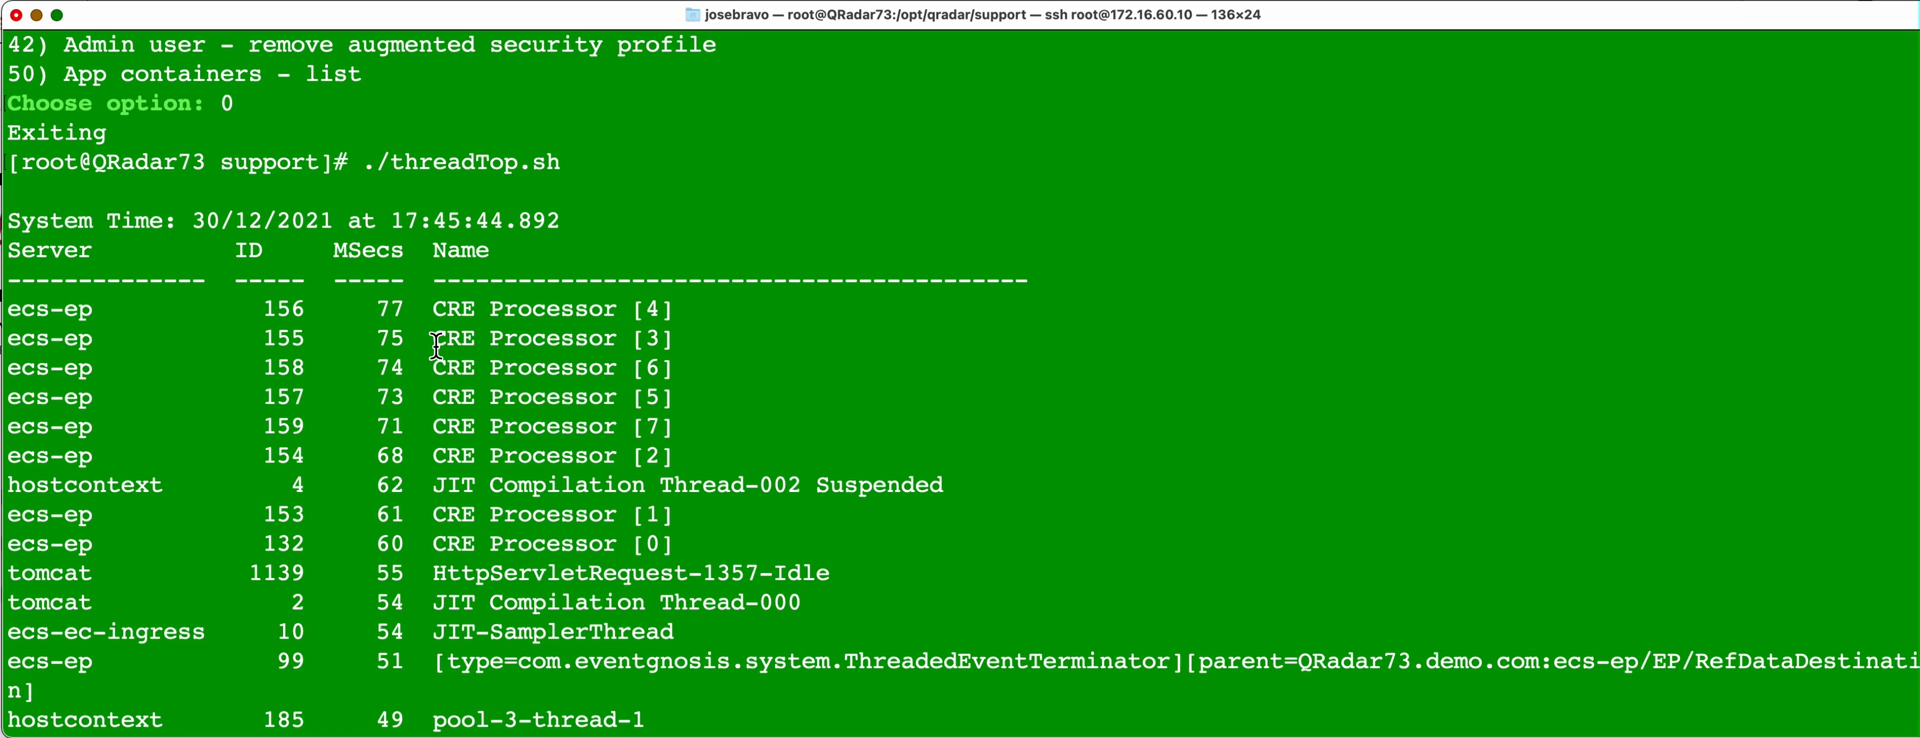 josebravo — root@QRadar73:/opt/qradar/support — ssh root@172.16.60.10 — 136×24
42) Admin user - remove augmented security profile
50) App containers - list
Choose option: 0
Exiting
[root@QRadar73 support]# ./threadTop.sh
System Time: 30/12/2021 at 17:45:44.892
Server          ID     MSecs  Name
--------------  -----  -----  ------------------------------------------
ecs-ep            156     77  CRE Processor [4]
ecs-ep            155     75  CRE Processor [3]
ecs-ep            158     74  CRE Processor [6]
ecs-ep            157     73  CRE Processor [5]
ecs-ep            159     71  CRE Processor [7]
ecs-ep            154     68  CRE Processor [2]
hostcontext         4     62  JIT Compilation Thread-002 Suspended
ecs-ep            153     61  CRE Processor [1]
ecs-ep            132     60  CRE Processor [0]
tomcat           1139     55  HttpServletRequest-1357-Idle
tomcat              2     54  JIT Compilation Thread-000
ecs-ec-ingress     10     54  JIT-SamplerThread
ecs-ep             99     51  [type=com.eventgnosis.system.ThreadedEventTerminator][parent=QRadar73.demo.com:ecs-ep/EP/RefDataDestinati
n]
hostcontext       185     49  pool-3-thread-1